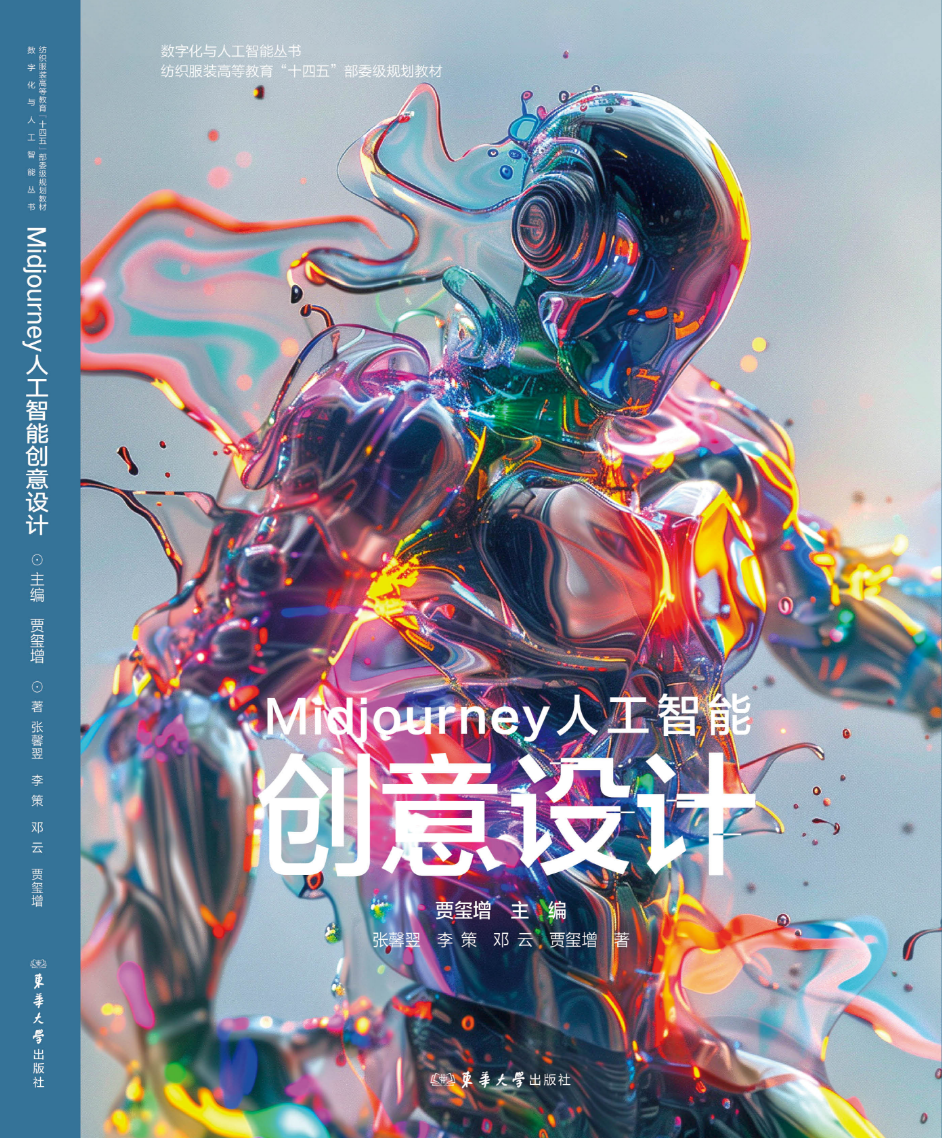 数字化与人工智能丛书
纺织服装高等教育“十四五”部委级规划教材
Midjourney人工智能
创意设计
贾玺增 主 编
张馨翌 李 策 邓 云 贾玺增 著
東華大学出版社
纺织服装高等教育“十四五”部委级规划教材
数字化与人工智能丛书
Midjourney人工智能创意设计
⊙主编 贾玺增
⊙著 张馨翌 李 策 邓 云 贾玺增
東華大学出版社